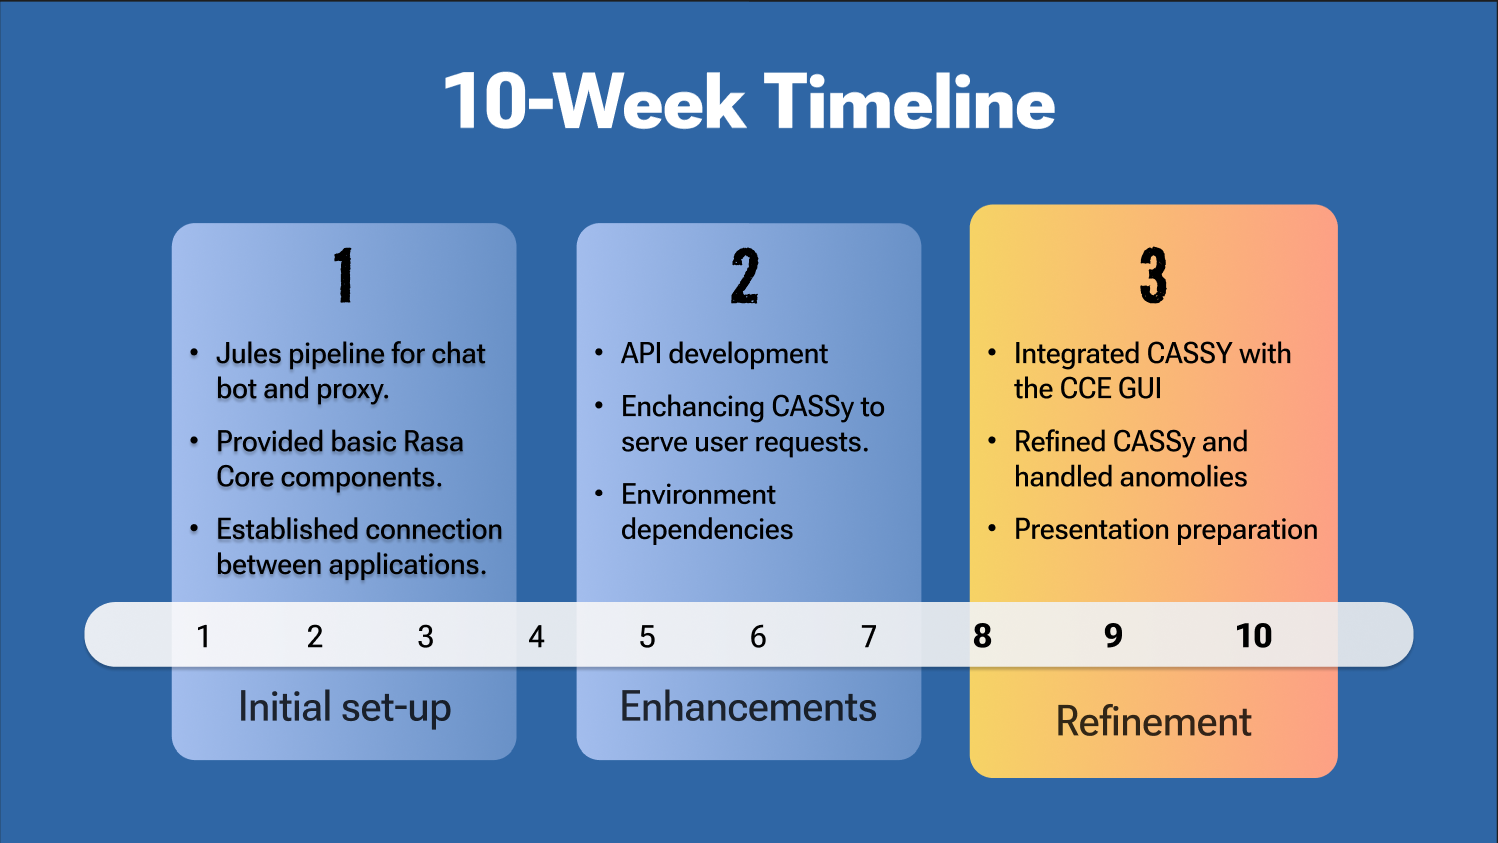 10-Week Timeline
1
• Jules pipeline for chat
bot and proxy.
• Provided basic Rasa
Core components.
• Established connection
between applications.
2
• API development
• Enchancing CASSy to
serve user requests.
• Environment
dependencies
3
• Integrated CASSY with
the CCE GUI
• Refined CASSy and
handled anomolies
• Presentation preparation
1 2 3 4 5 6 7 8 9 10
Initial set-up
Enhancements
Refinement